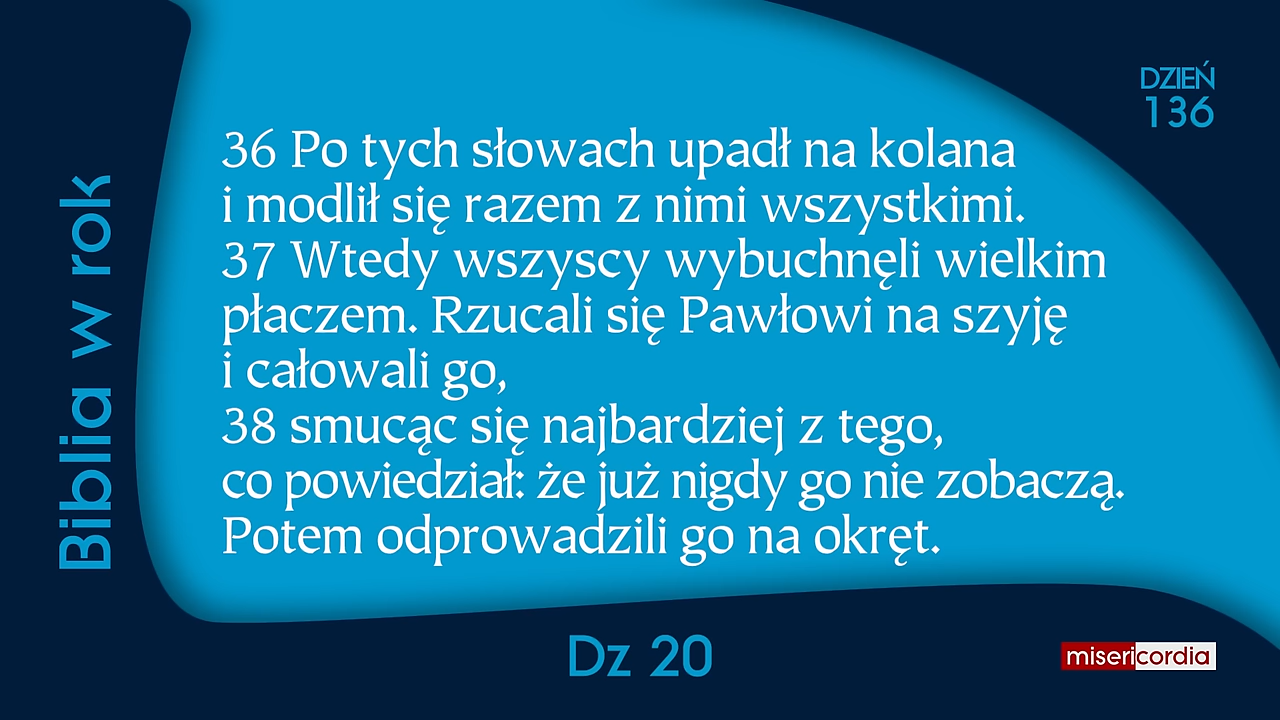 DZIEŃ
136
36 Po tych słowach upadł na kolana
i modlił się razem z nimi wszystkimi.
37 Wtedy wszyscy wybuchnęli wielkim
płaczem. Rzucali się Pawłowi na szyję
i całowali go,
38 smucąc się najbardziej z tego,
co powiedział: że już nigdy go nie zobaczą.
Potem odprowadzili go na okręt.
Biblia w rok
Dz 20
misericordia